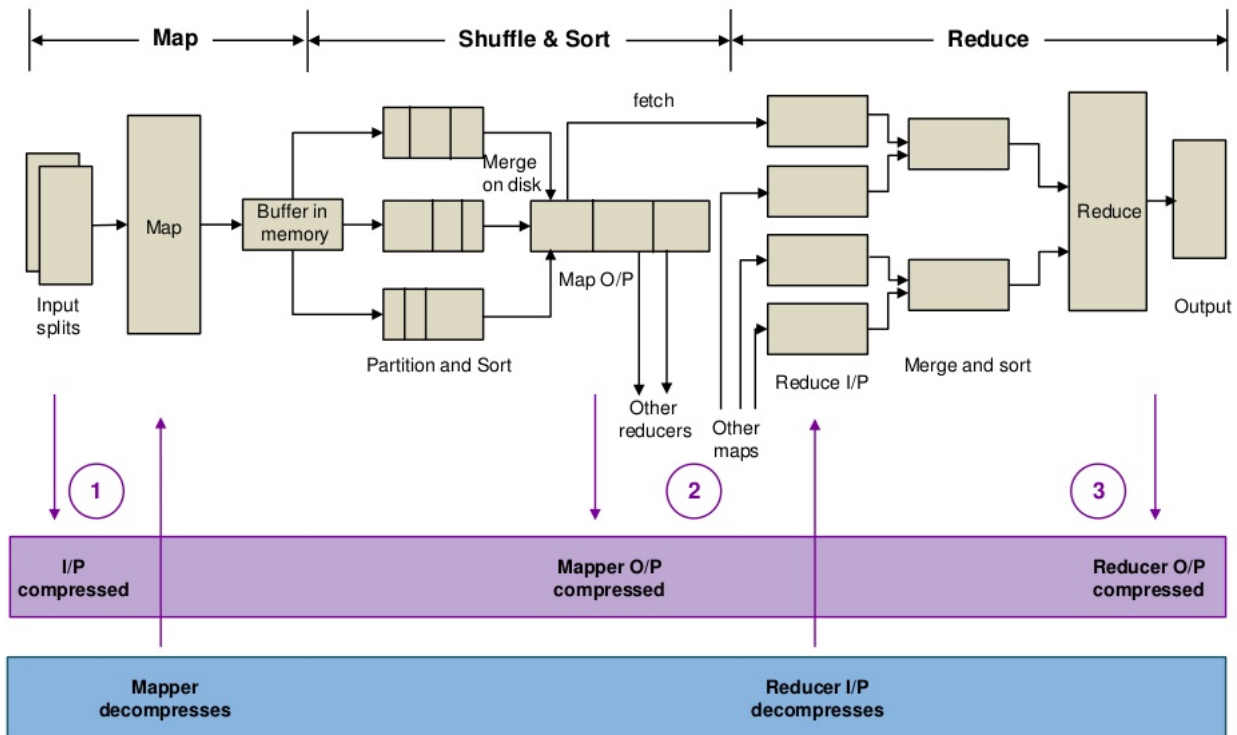 Map
Shuffle & Sort
Reduce
fetch
Merge
on disk
Buffer in
memory
Map
Reduce
Map O/P
Input
splits
Output
Partition and Sort
Reduce I/P
Merge and sort
Other
reducers
Other
maps
1
2
3
I/P
compressed
Mapper O/P
compressed
Reducer O/P
compressed
Mapper
decompresses
Reducer I/P
decompresses